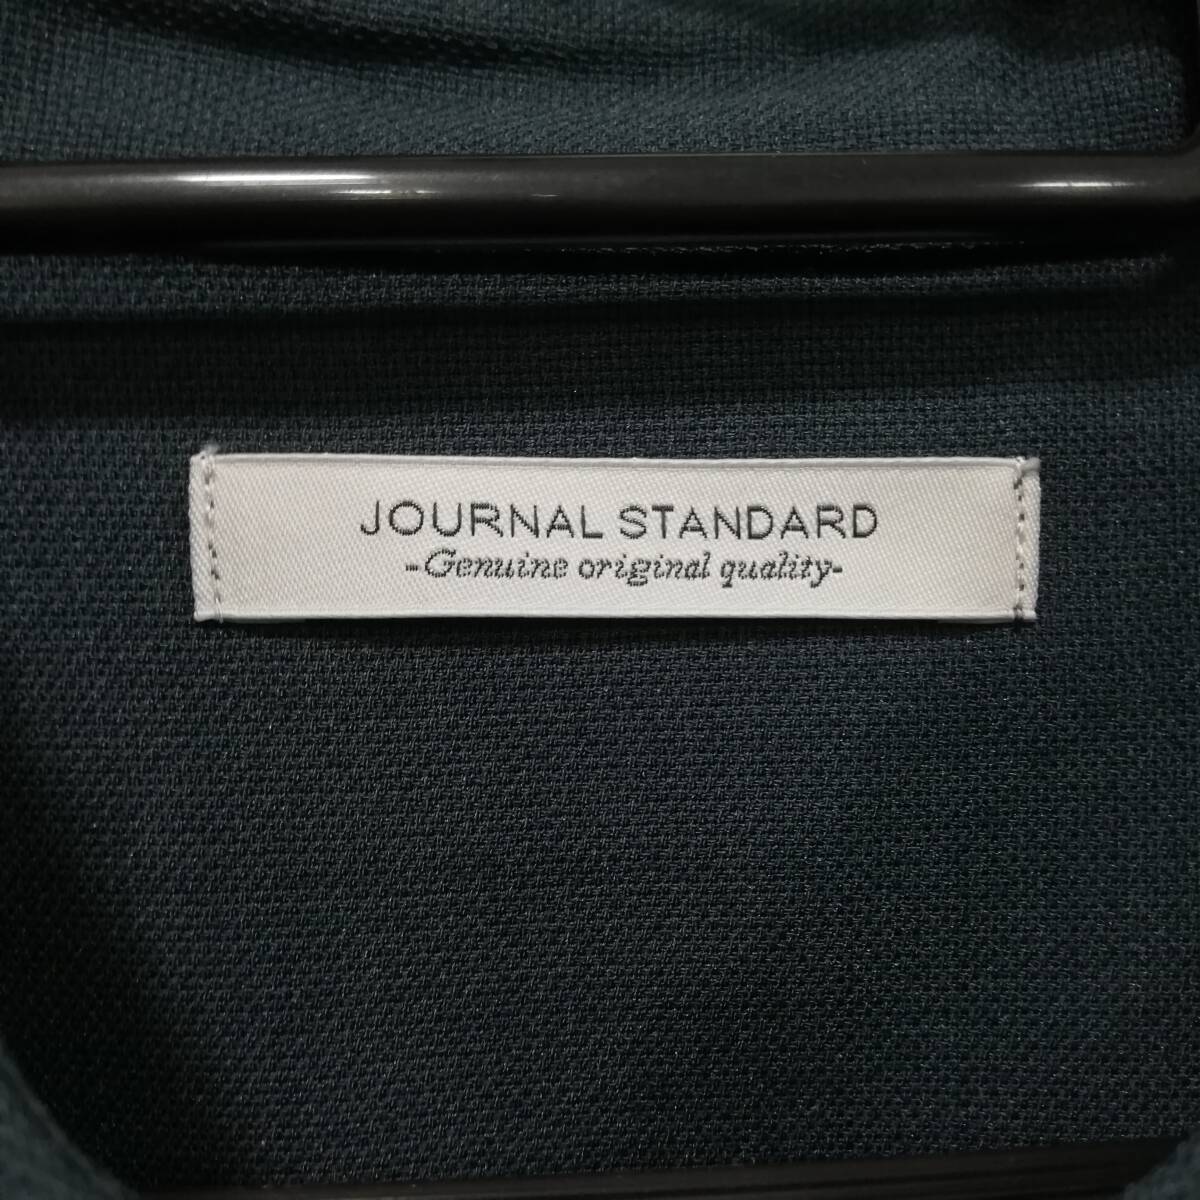 JOURNAL STANDARD
-Genuine original quality-